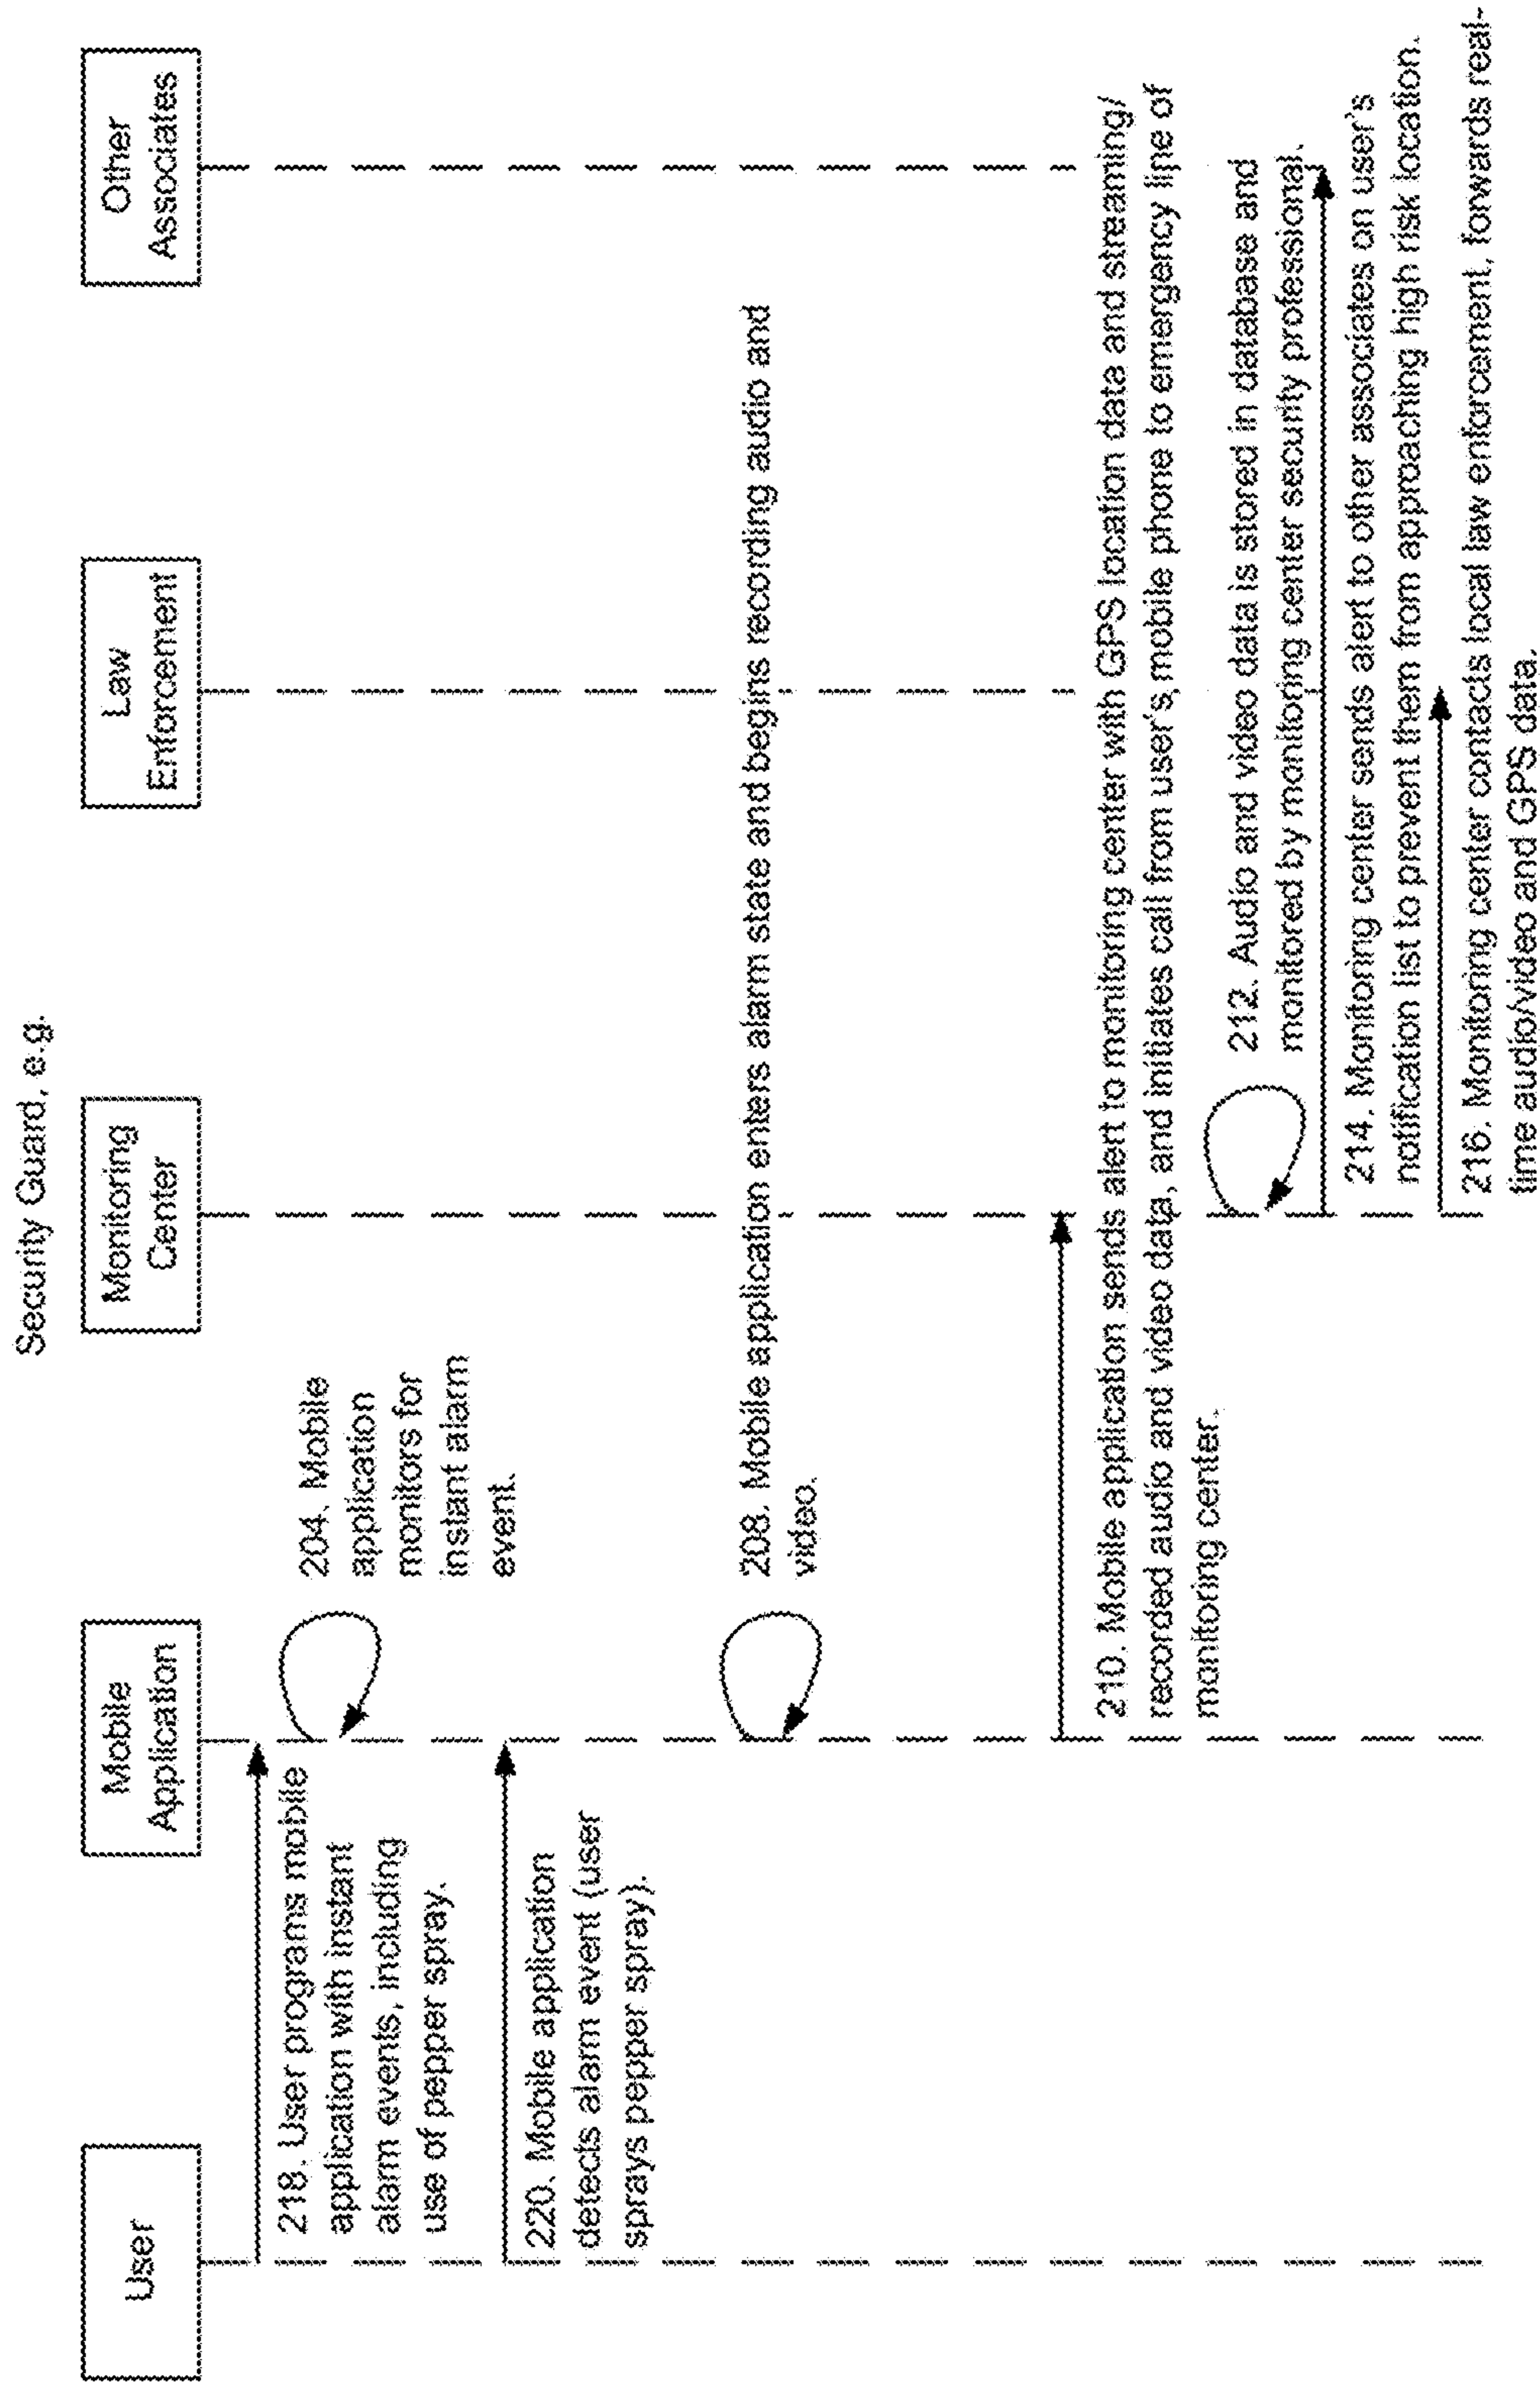 Security Guard, e.g.
User
Mobile
Application
Monitoring
Center
Law
Enforcement
Other
Associates
218. User programs mobile
application with instant
alarm events, including
use of pepper spray.
204. Mobile
application
monitors for
instant alarm
event.
220. Mobile application
detects alarm event (user
sprays pepper spray).
208. Mobile application enters alarm state and begins recording audio and
video.
210. Mobile application sends alert to monitoring center with GPS location data and streaming/
recorded audio and video data, and initiates call from user's mobile phone to emergency line of
monitoring center.
212. Audio and video data is stored in database and
monitored by monitoring center security professional.
214. Monitoring center sends alert to other associates on user's
notification list to prevent them from approaching high risk location.
216. Monitoring center contacts local law enforcement, forwards real-
time audio/video and GPS data.